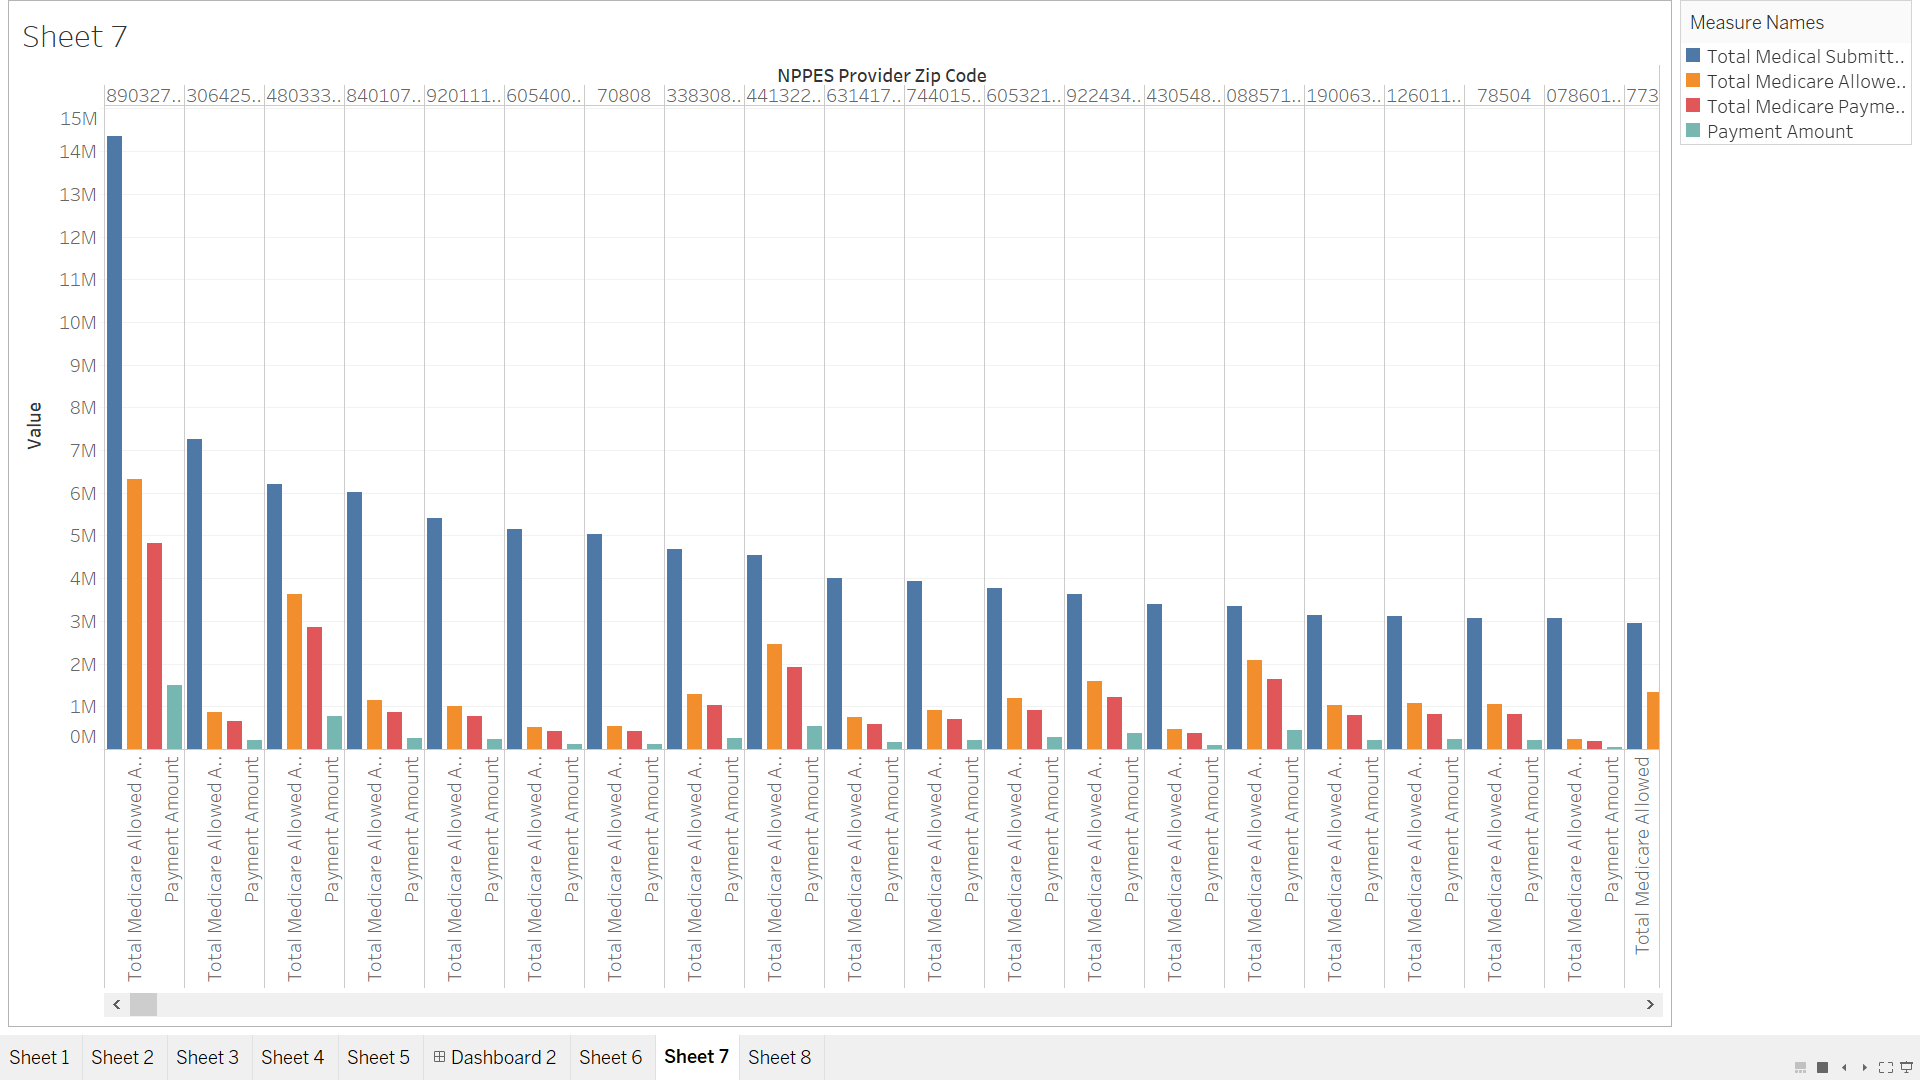 Sheet 7
NPPES Provider Zip Code
890327.. 306425.. 480333.. 840107.. 920111.. 605400.. 70808 338308.. 441322.. 631417.. 744015.. 605321.. 922434.. 430548.. 088571.. 190063.. 126011.. 78504 078601.. 773
15M
14M
13M
12M
11M
10M
9M
8M
7M
6M
5M
4M
3M
2M
1M
0M
Value
Total Medicare Allowed A..
Payment Amount
Total Medicare Allowed A..
Payment Amount
Total Medicare Allowed A..
Payment Amount
Total Medicare Allowed A..
Payment Amount
Total Medicare Allowed A..
Payment Amount
Total Medicare Allowed A..
Payment Amount
Total Medicare Allowed A..
Payment Amount
Total Medicare Allowed A..
Payment Amount
Total Medicare Allowed A..
Payment Amount
Total Medicare Allowed A..
Payment Amount
Total Medicare Allowed A..
Payment Amount
Total Medicare Allowed A..
Payment Amount
Total Medicare Allowed A..
Payment Amount
Total Medicare Allowed A..
Payment Amount
Total Medicare Allowed A..
Payment Amount
Total Medicare Allowed A..
Payment Amount
Total Medicare Allowed A..
Payment Amount
Total Medicare Allowed A..
Payment Amount
Total Medicare Allowed A..
Payment Amount
Total Medicare Allowed
Measure Names
Total Medical Submitt..
Total Medicare Allowe..
Total Medicare Payme..
Payment Amount
Sheet 1 Sheet 2 Sheet 3 Sheet 4 Sheet 5 Dashboard 2 Sheet 6 Sheet 7 Sheet 8